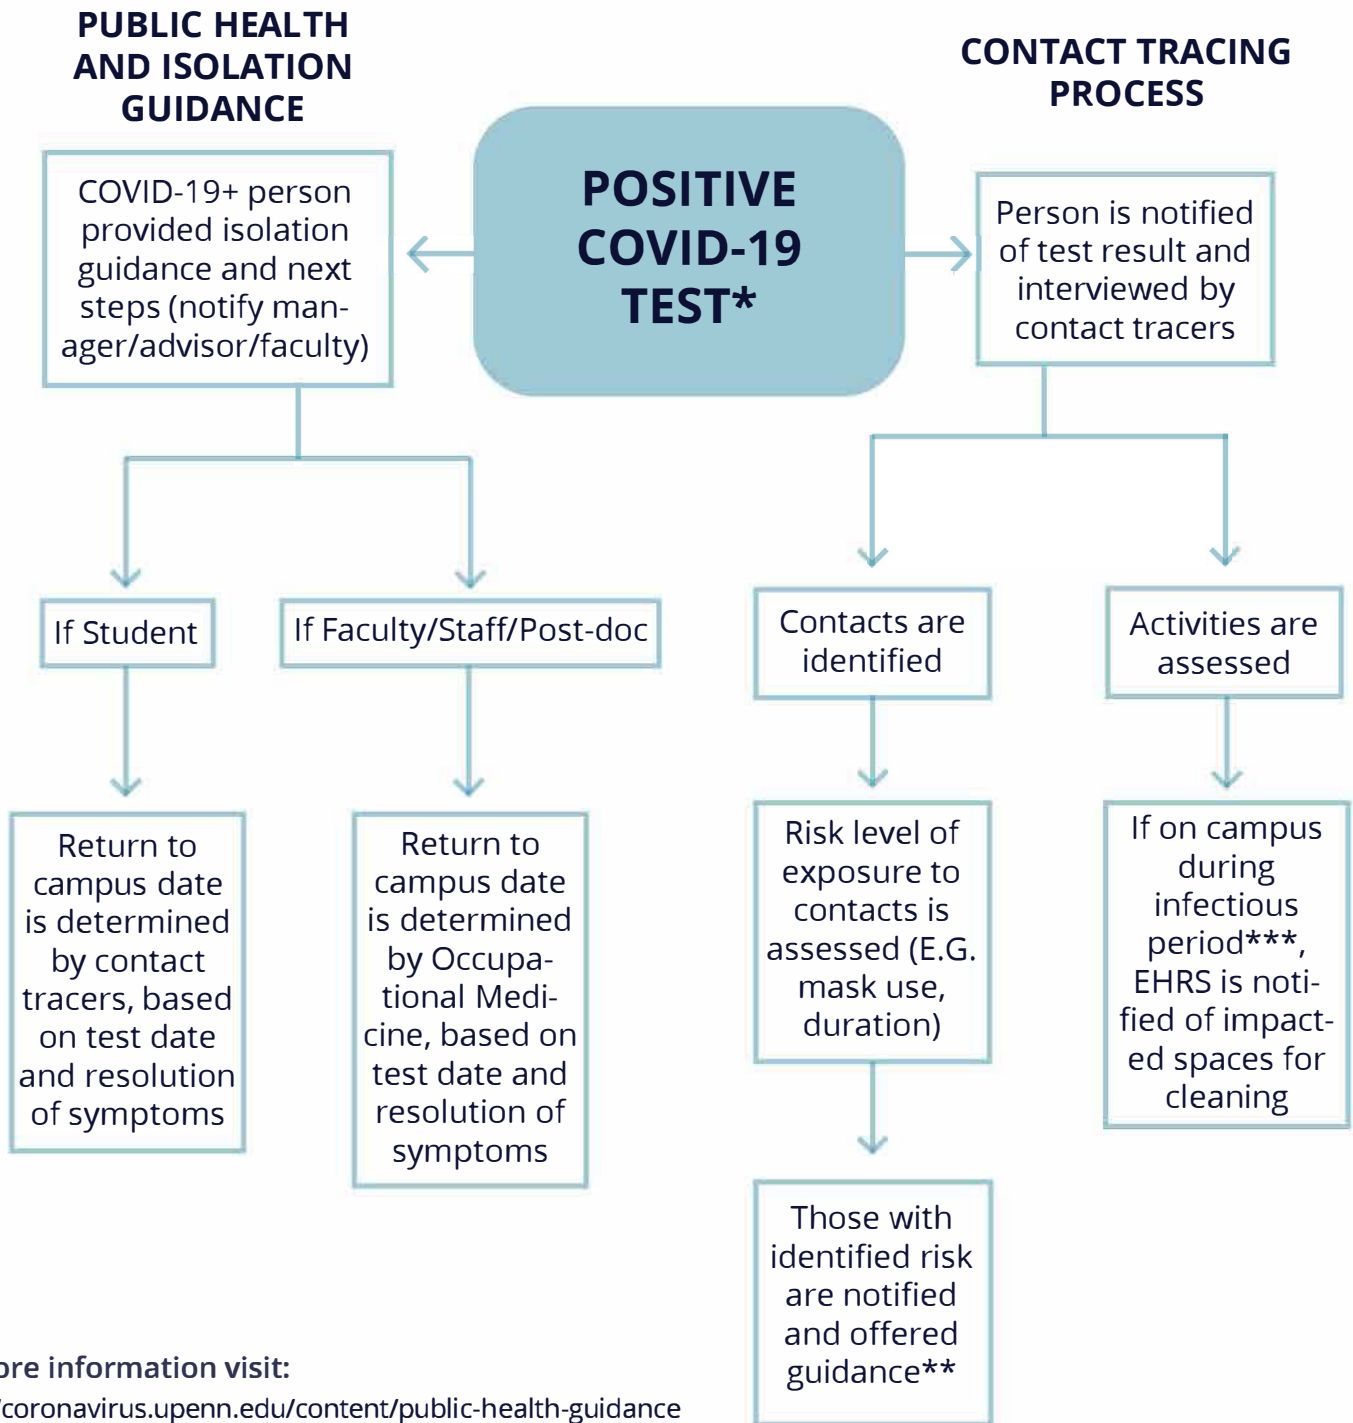 PUBLIC HEALTH
AND ISOLATION
GUIDANCE
COVID-19+ person
provided isolation
guidance and next
steps (notify man-
ager/advisor/faculty)
POSITIVE
COVID-19
TEST*
CONTACT TRACING
PROCESS
Person is notified
of test result and
interviewed by
contact tracers
If Student
If Faculty/Staff/Post-doc
Contacts are
identified
Activities are
assessed
Return to
campus date
is determined
by contact
tracers, based
on test date
and resolution
of symptoms
Return to
campus date
is determined
by Occupa-
tional Medi-
cine, based on
test date and
resolution of
symptoms
Risk level of
exposure to
contacts is
assessed (E.G.
mask use,
duration)
If on campus
during
infectious
period***,
EHRS is noti-
fied of impact-
ed spaces for
cleaning
Those with
identified risk
are notified
and offered
guidance**
information visit:
/coronavirus.upenn.edu/content/public-health-guidance